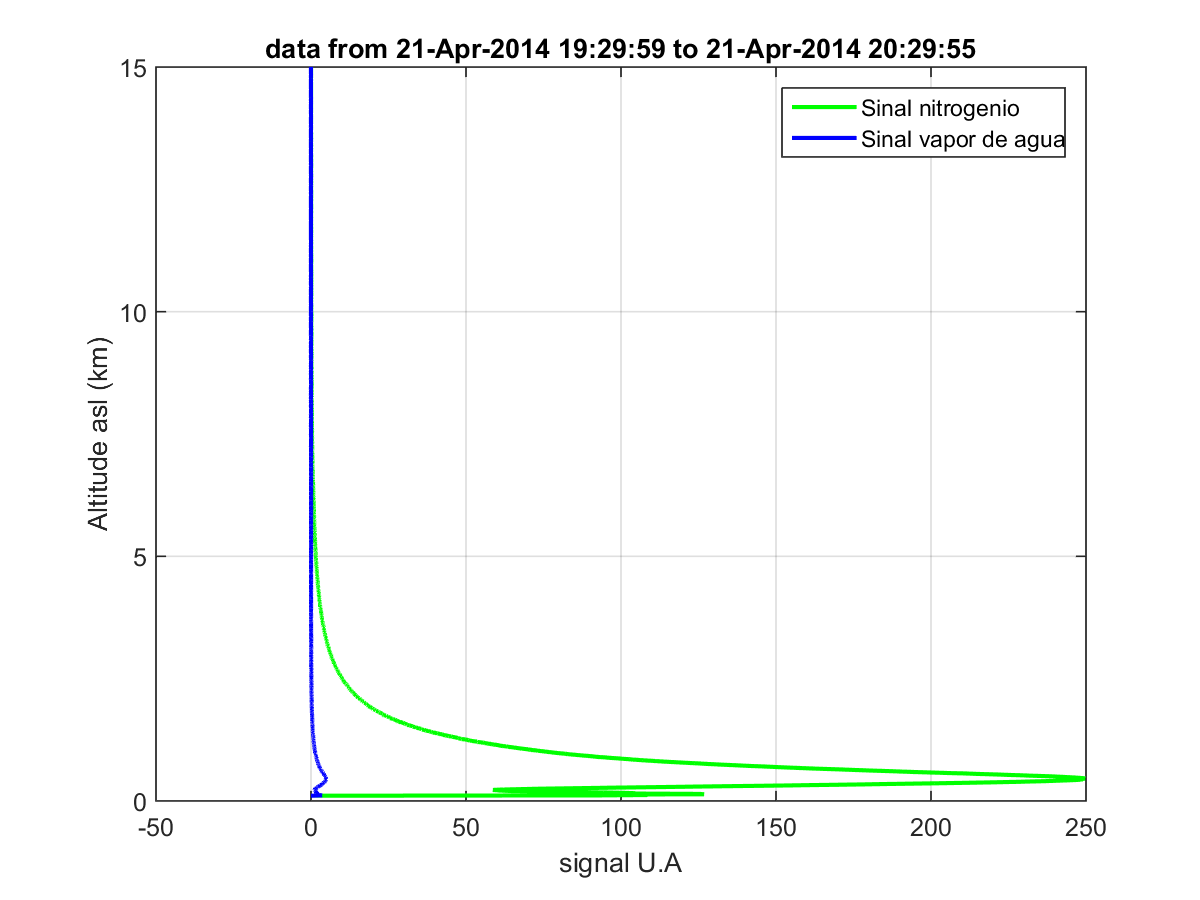 data from 21-Apr-2014 19:29:59 to 21-Apr-2014 20:29:55
Sinal nitrogenio
Sinal vapor de agua
Altitude asl (km)
15
10
5
0
-50 0 50 100 150 200 250
signal U.A